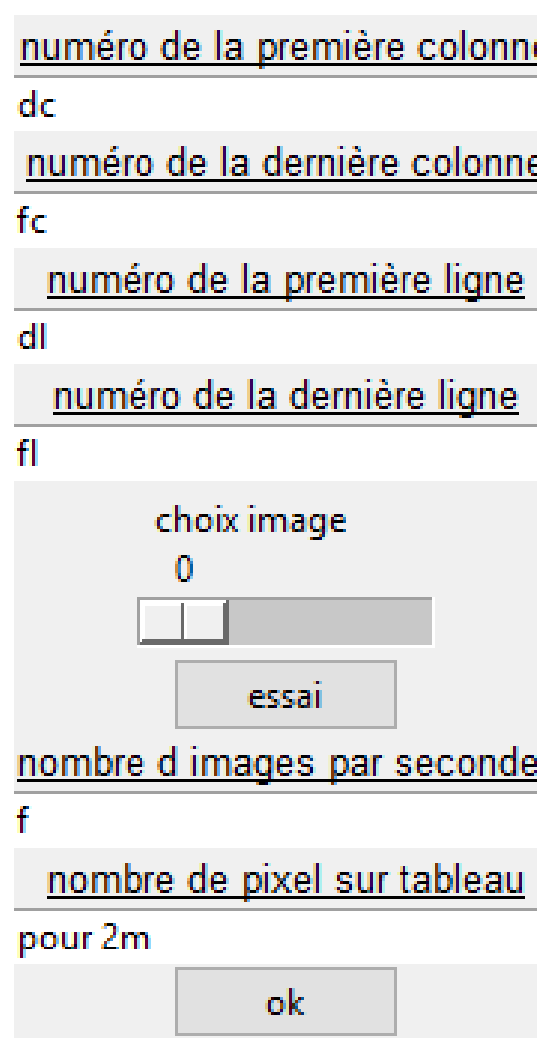 numéro de la première colonne
dc
numéro de la dernière colonne
fc
numéro de la première ligne
dl
numéro de la dernière ligne
fl
choix image
0
essai
nombre d images par seconde
f
nombre de pixel sur tableau
pour 2m
ok